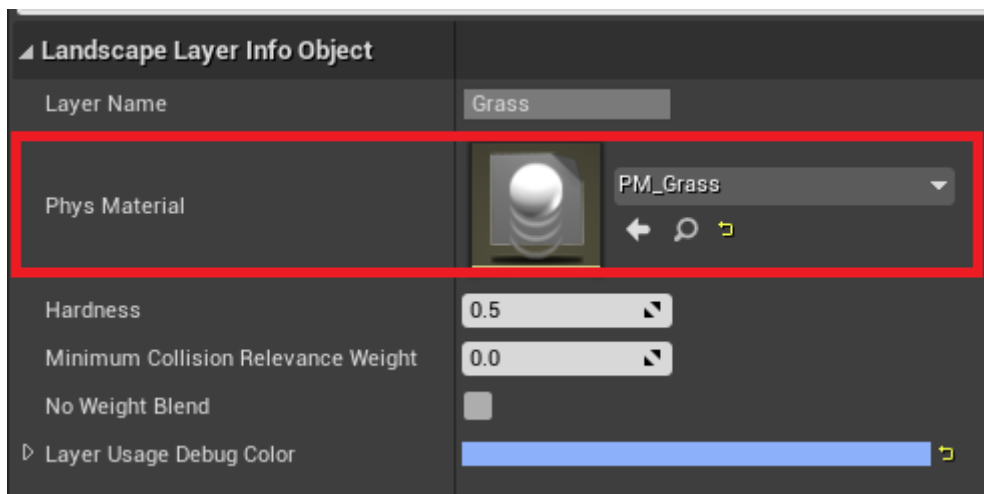 Landscape Layer Info Object
Layer Name Grass
Phys Material PM_Grass
Hardness 0.5
Minimum Collision Relevance Weight 0.0
No Weight Blend
Layer Usage Debug Color